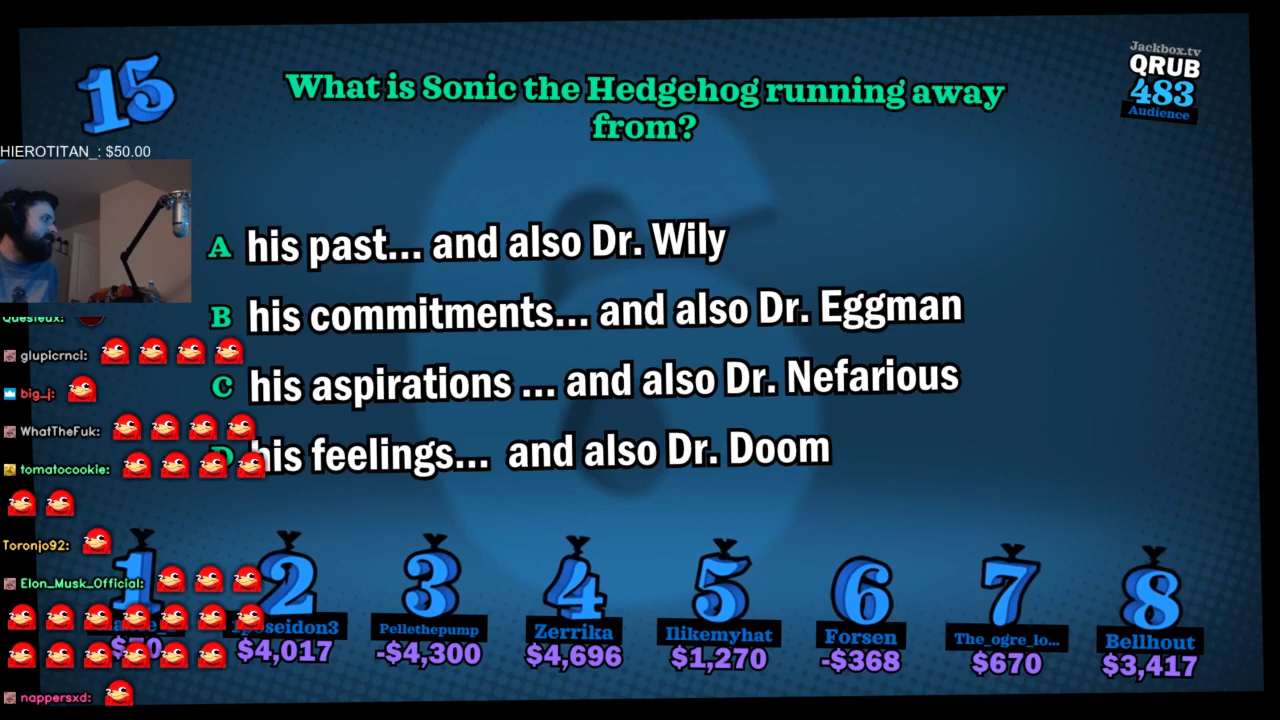 15
What is Sonic the Hedgehog running away
from?
Jackbox.tv
QRUB
483
Audience
HIEROTITAN_: $50.00
A his past... and also Dr. Wily
B his commitments... and also Dr. Eggman
C his aspirations ... and also Dr. Nefarious
D his feelings... and also Dr. Doom
glupicrnci:
big_j:
WhatTheFuk:
tomatocookie:
Toronjo92:
Elon_Musk_Official:
nappersxd:
1 2 3 4 5 6 7 8
Pellethepump Zerrika Ilikemyhat Forsen The_ogre_lo... Bellhout
$4,017 -$4,300 $4,696 $1,270 -$368 $670 $3,417